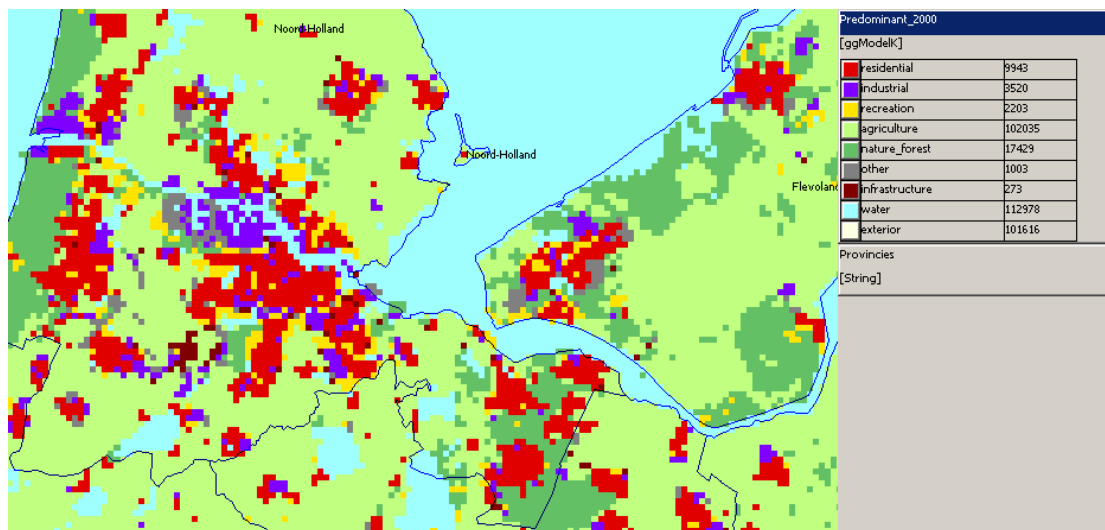 Noord-Holland
Noord-Holland
Flevoland
Predominant_2000
[ggModelK]
residential 9943
industrial 3520
recreation 2203
agriculture 102035
nature_forest 17429
other 1003
infrastructure 273
water 112978
exterior 101616
Provincies
[String]